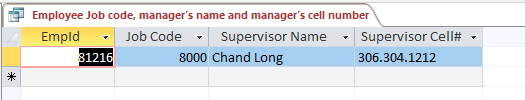 Employee Job code, manager's name and manager's cell number
EmpId Job Code Supervisor Name Supervisor Cell#
81216 8000 Chand Long 306.304.1212